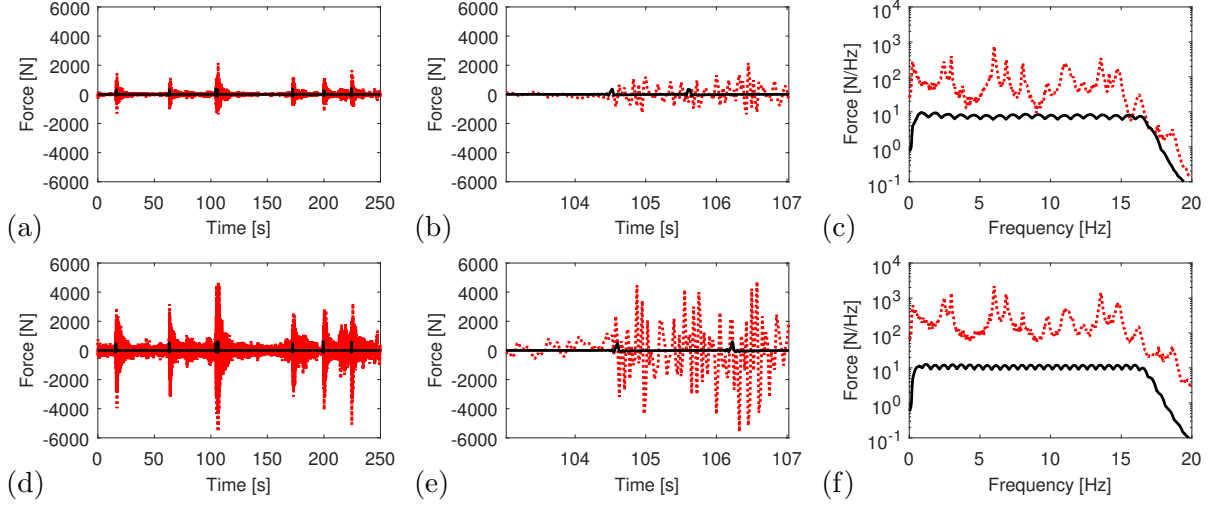 6000
4000
2000
0
-2000
-4000
-6000
Force [N]
0 50 100 150 200 250
Time [s]
(a)
6000
4000
2000
0
-2000
-4000
-6000
Force [N]
104 105 106 107
Time [s]
(b)
10^4
10^3
10^2
10^1
10^0
10^-1
Force [N/Hz]
0 5 10 15 20
Frequency [Hz]
(c)
6000
4000
2000
0
-2000
-4000
-6000
Force [N]
0 50 100 150 200 250
Time [s]
(d)
6000
4000
2000
0
-2000
-4000
-6000
Force [N]
104 105 106 107
Time [s]
(e)
10^4
10^3
10^2
10^1
10^0
10^-1
Force [N/Hz]
0 5 10 15 20
Frequency [Hz]
(f)